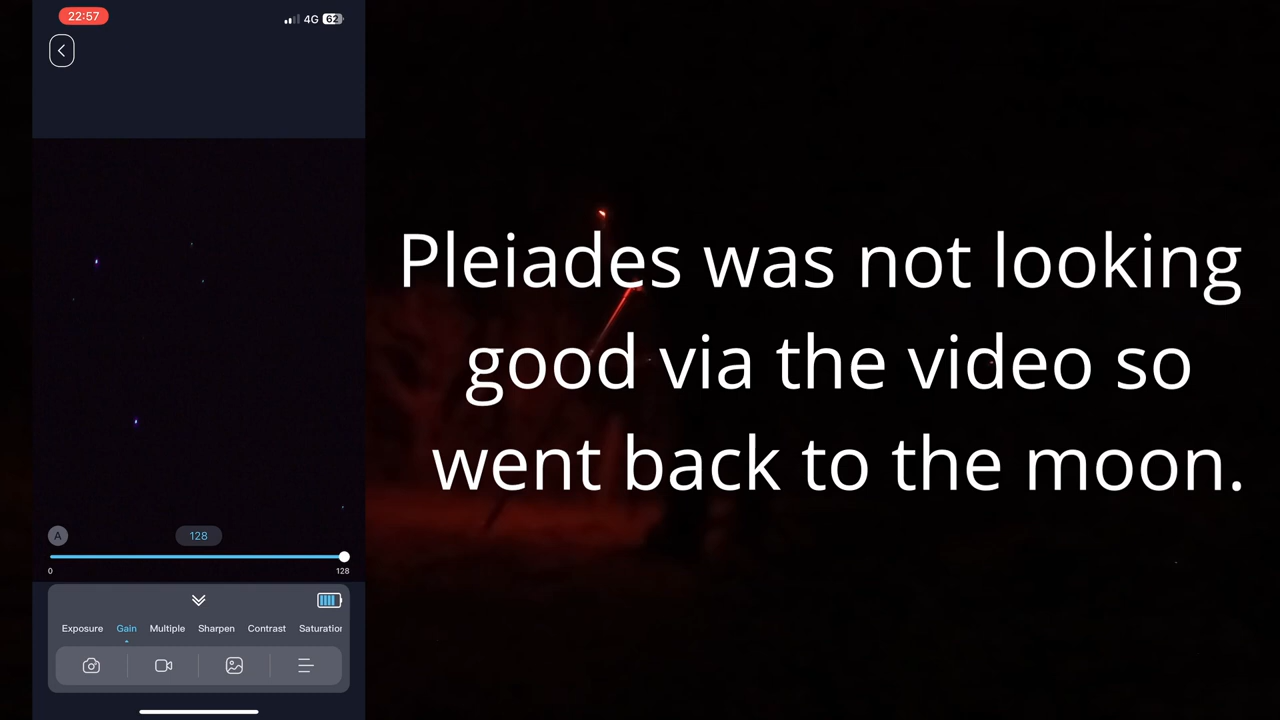 22:57
4G 62
Pleiades was not looking
good via the video so
went back to the moon.
A
128
0
128
Exposure Gain Multiple Sharpen Contrast Saturation